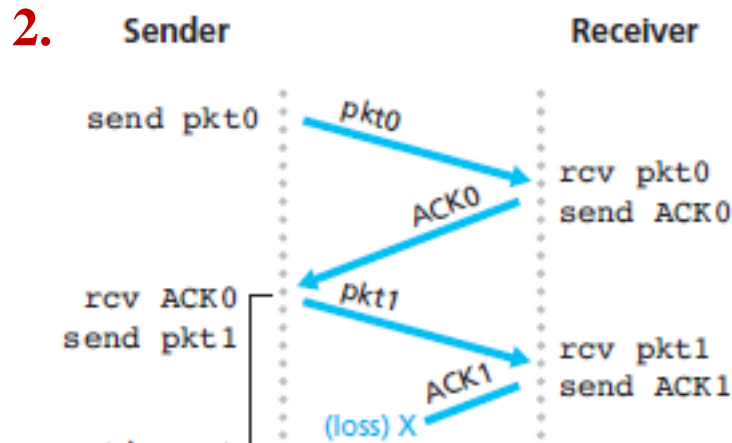 2.
Sender
Receiver
send pkt0
pkt0
rcv pkt0
ACK0
send ACK0
rcv ACK0
pkt1
send pkt1
rcv pkt1
ACK1
send ACK1
(loss) X